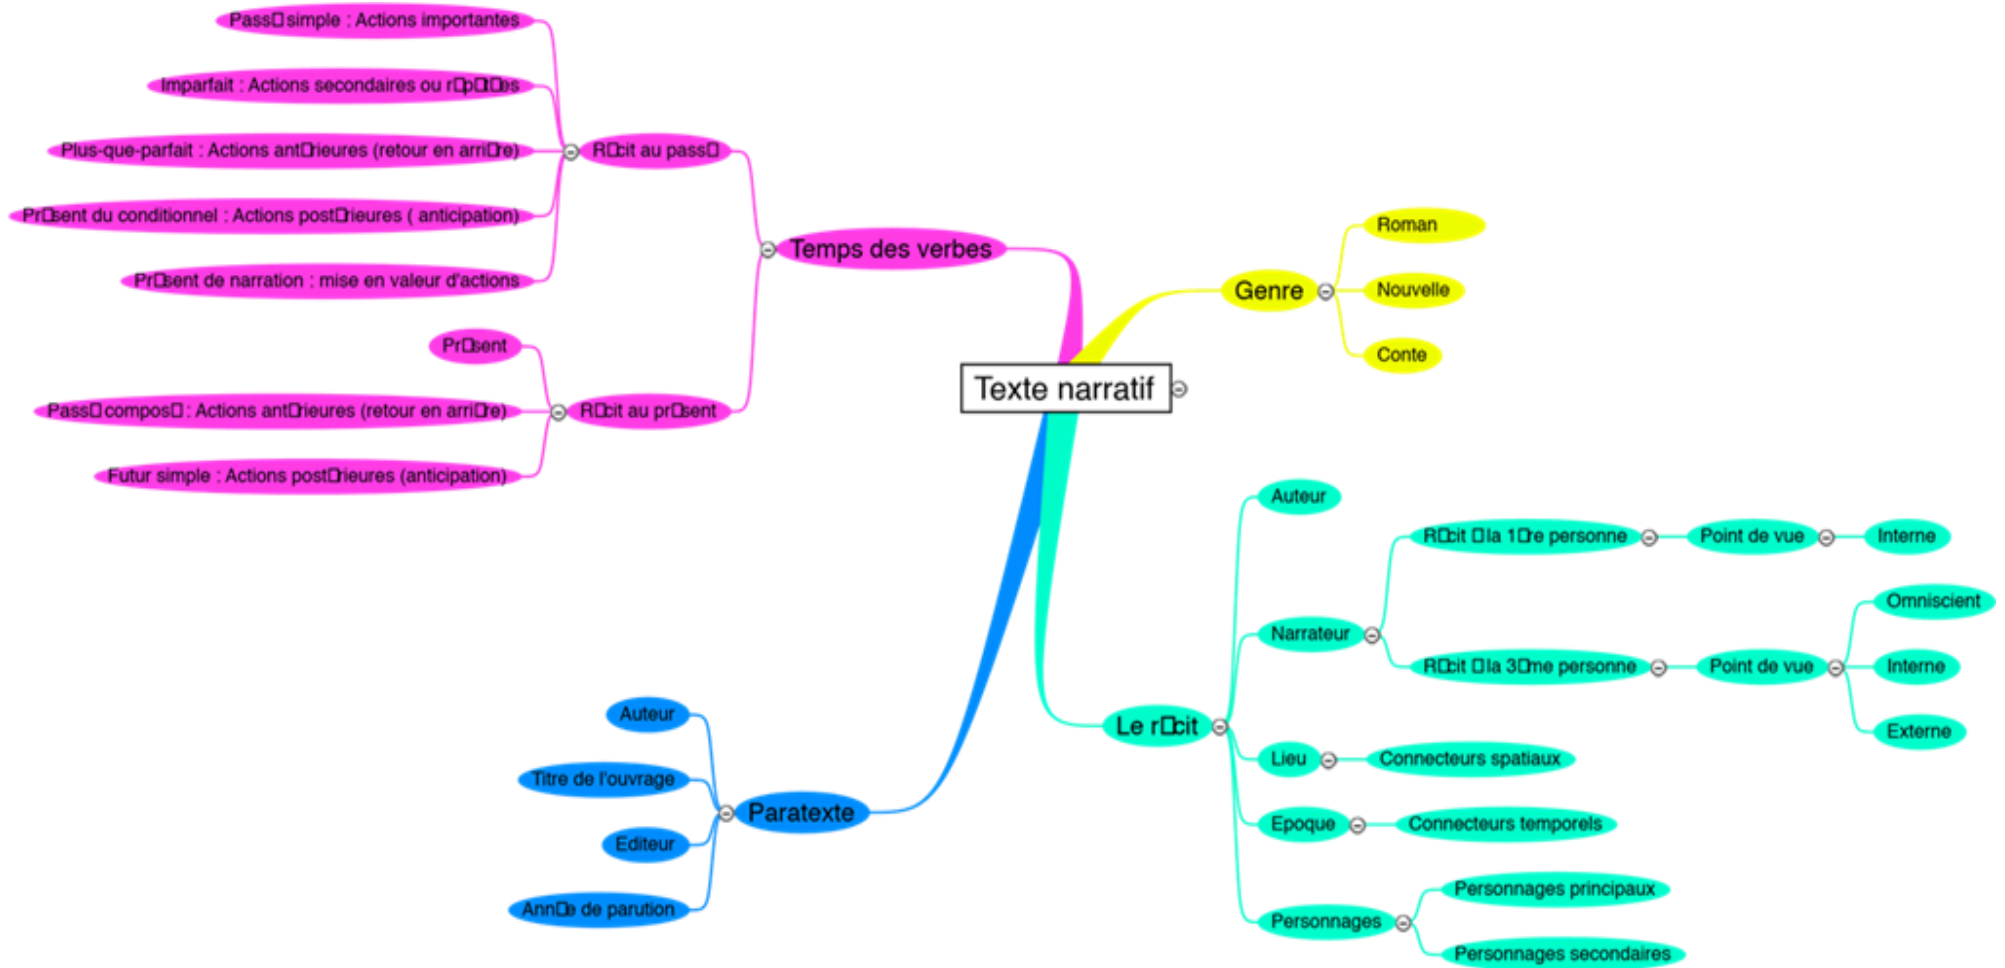 Pass□ simple : Actions importantes
Imparfait : Actions secondaires ou r□p□t□es
Plus-que-parfait : Actions ant□rieures (retour en arri□re)
R□cit au pass□
Pr□sent du conditionnel : Actions post□rieures ( anticipation)
Pr□sent de narration : mise en valeur d'actions
Temps des verbes
Pr□sent
Pass□ compos□ : Actions ant□rieures (retour en arri□re)
R□cit au pr□sent
Futur simple : Actions post□rieures (anticipation)
Texte narratif
Genre
Roman
Nouvelle
Conte
Le r□cit
Auteur
Narrateur
R□cit □ la 1□re personne
Point de vue
Interne
R□cit □ la 3□me personne
Point de vue
Omniscient
Interne
Externe
Lieu
Connecteurs spatiaux
Epoque
Connecteurs temporels
Personnages
Personnages principaux
Personnages secondaires
Paratexte
Auteur
Titre de l'ouvrage
Editeur
Ann□e de parution